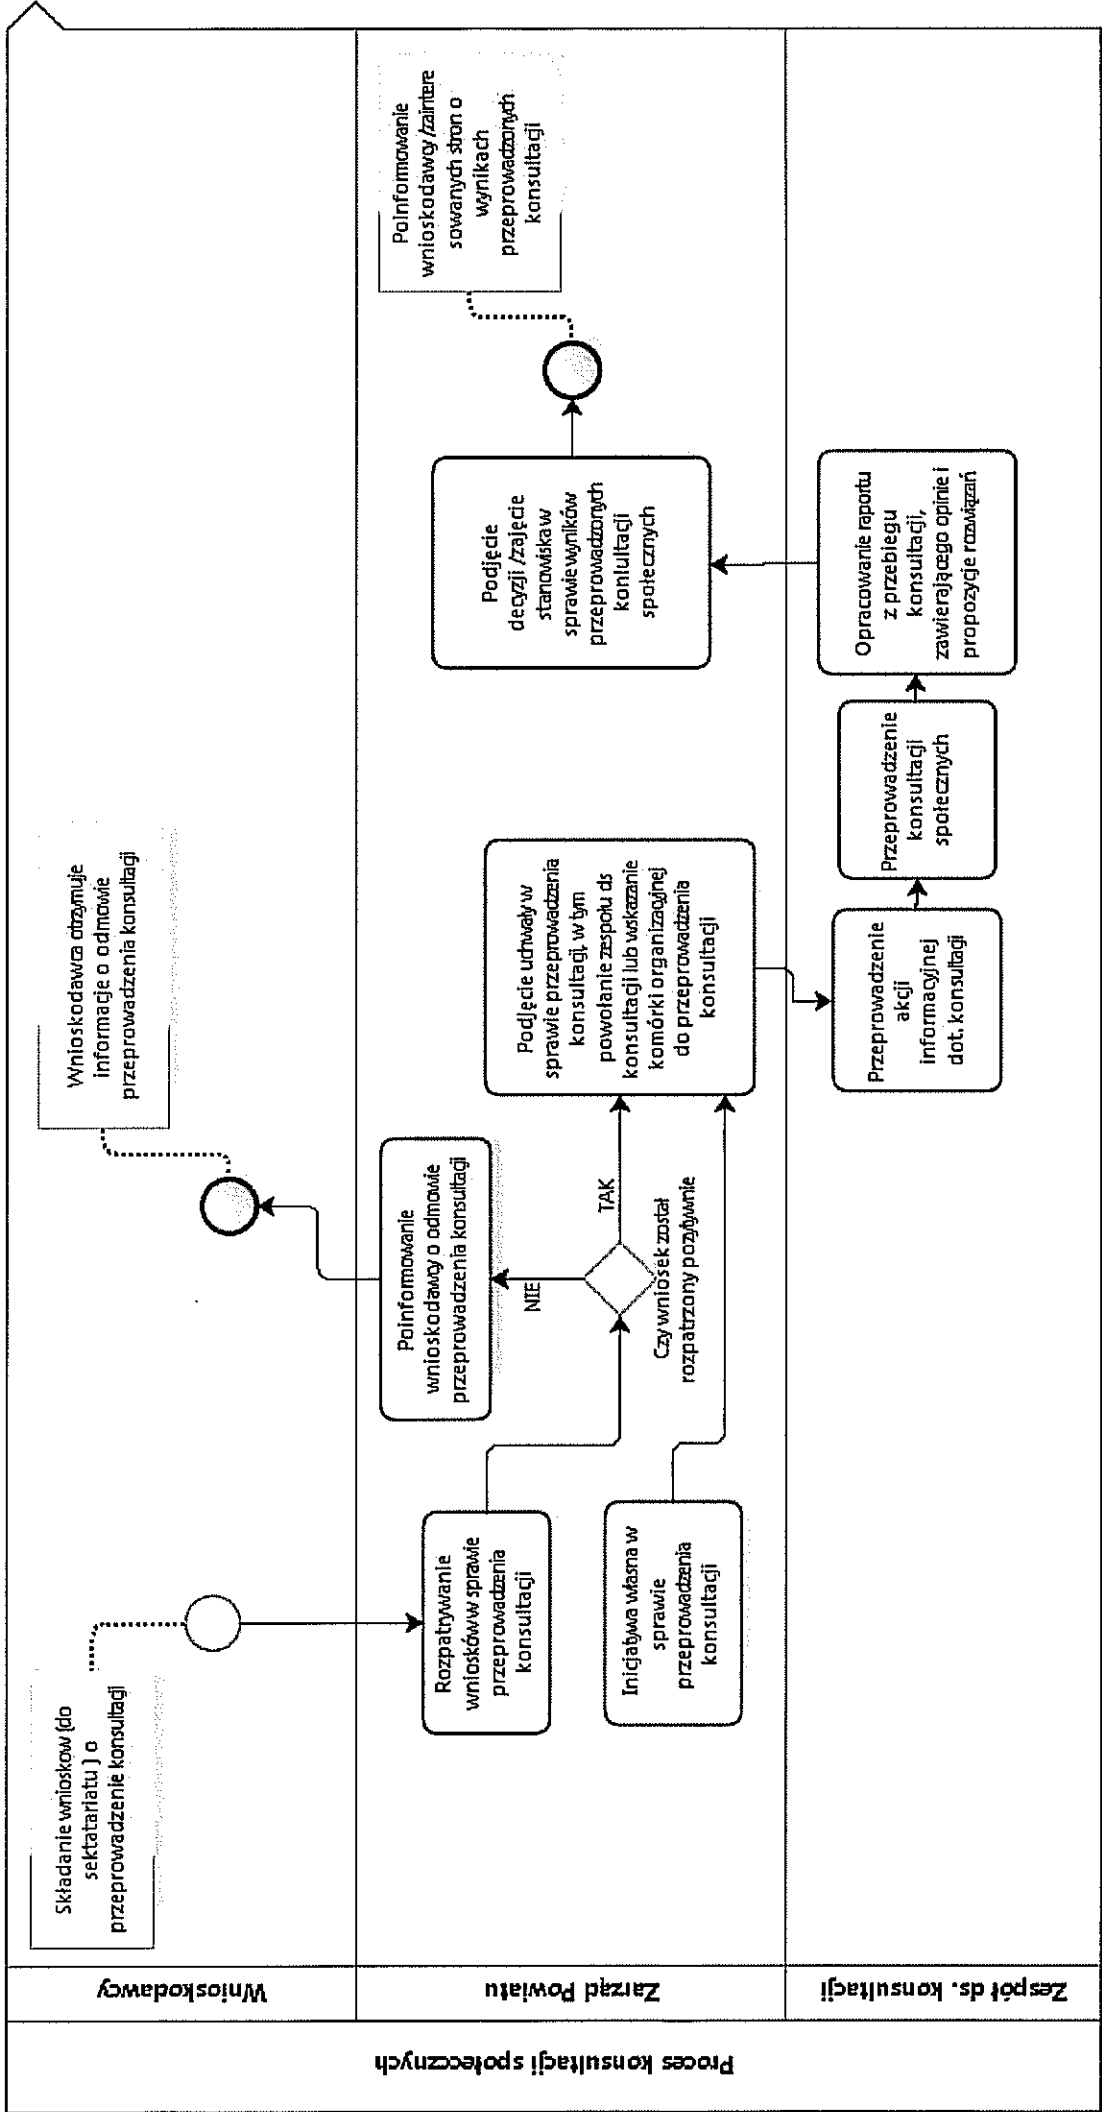 Proces konsultacji społecznych
Wnioskodawcy
Zarząd Powiatu
Zespół ds. konsultacji
Składanie wnioskow (do
sektatariatu ) o
przeprowadzenie konsultacji
Wnioskodawca otrzymuje
informacje o odmowie
przeprowadzenia konsultacji
Rozpatrywanie
wniosków w sprawie
przeprowadzenia
konsultacji
Inicjatywa własna w
sprawie
przeprowadzenia
konsultacji
Poinformowanie
wnioskodawcy o odmowie
przeprowadzenia konsultacji
NIE
TAK
Czy wniosek został
rozpatrzony pozytywnie
Podjęcie uchwały w
sprawie przeprowadzenia
konsultacji, w tym
powołanie zespołu ds
konsultacji lub wskazanie
komórki organizacyjnej
do przeprowadzenia
konsultacji
Podjęcie
decyzji /zajęcie
stanowiska w
sprawie wyników
przeprowadzonych
konlultacji
społecznych
Poinformowanie
wnioskodawcy /zaintere
sowanych stron o
wynikach
przeprowadzonych
konsultacji
Przeprowadzenie
akcji
informacyjnej
dot. konsultacji
Przeprowadzenie
konsultacji
społecznych
Opracowanie raportu
z przebiegu
konsultacji,
zawierającego opinie i
propozycje rozwiązań